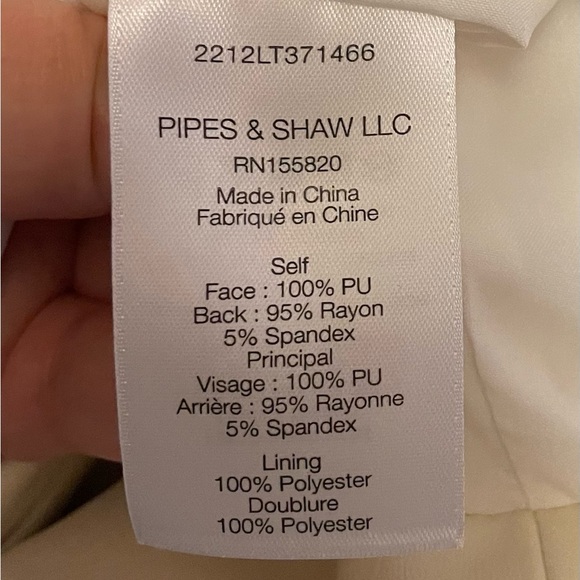 2212LT371466
PIPES & SHAW LLC
RN155820
Made in China
Fabriqué en Chine
Self
Face : 100% PU
Back : 95% Rayon
5% Spandex
Principal
Visage : 100% PU
Arrière : 95% Rayonne
5% Spandex
Lining
100% Polyester
Doublure
100% Polyester